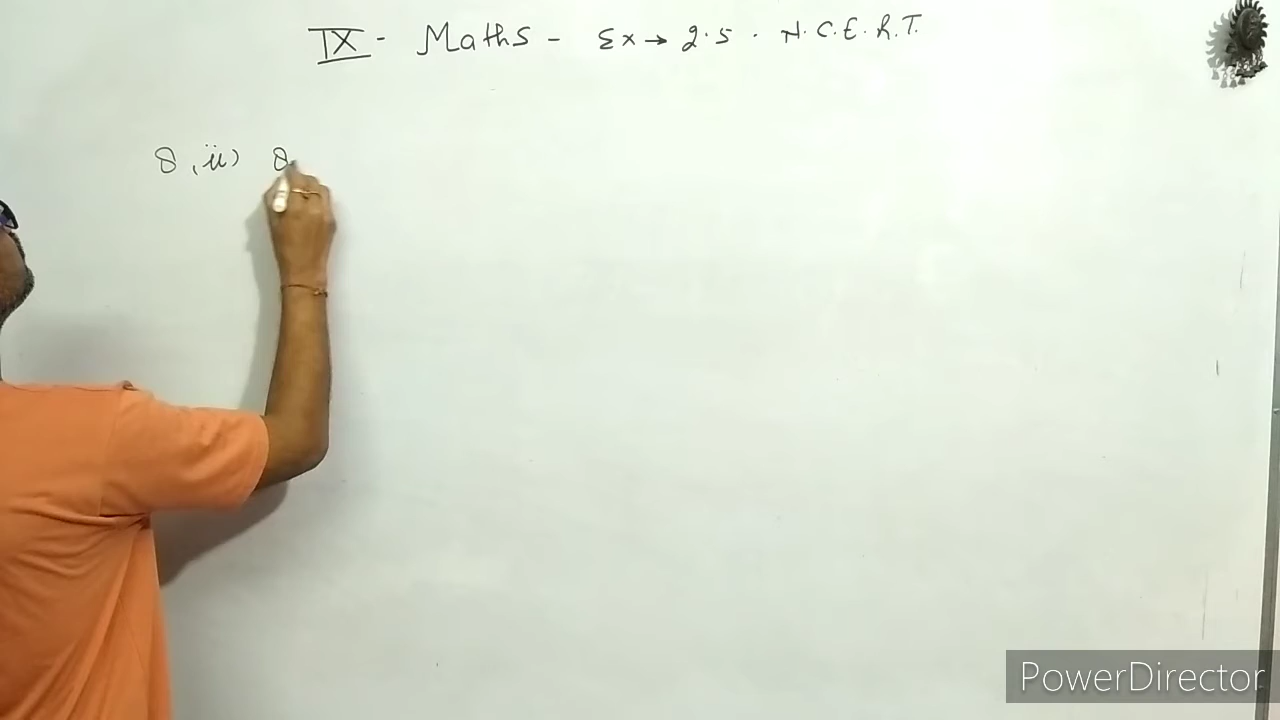 IX - Maths - Ex → 2.5 . N.C.E.R.T.
8, ii) 8
PowerDirector